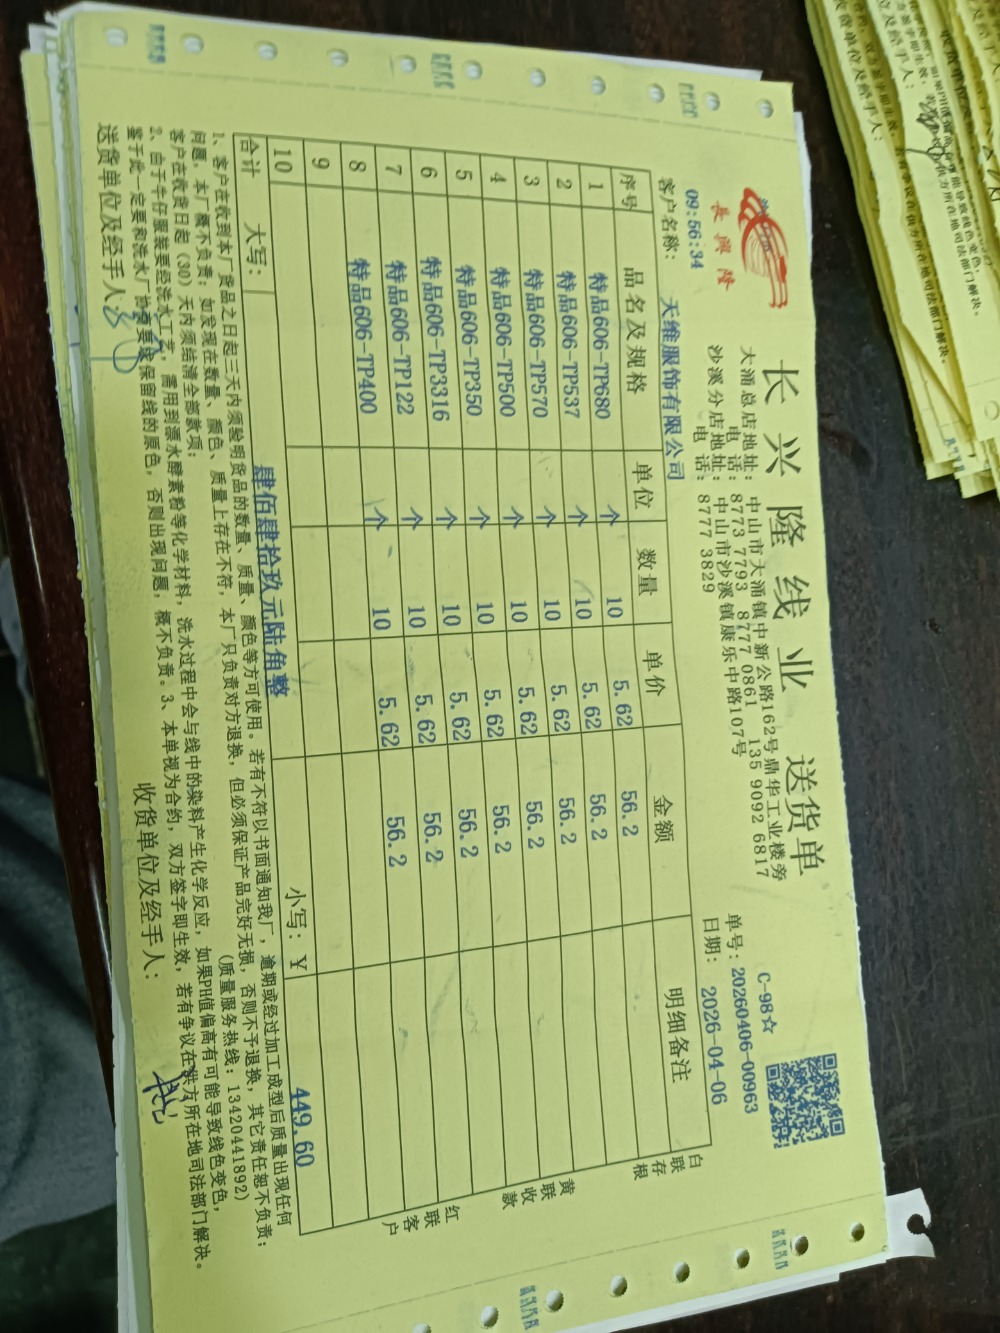 長興隆
长兴隆线业 送货单
大涌总店地址: 中山市大涌镇中新公路162号鼎华工业楼旁
电 话: 8773 7793 8777 0861 135 9092 6817
沙溪分店地址: 中山市沙溪镇康乐中路107号
电 话: 8777 3829
C-98☆
单号: 20260406-00963
日期: 2026-04-06
09:56:34
客户名称: 天维服饰有限公司
序号 品名及规格 单位 数量 单价 金额 明细备注
1 特品606-TP680 个 10 5.62 56.2
2 特品606-TP537 个 10 5.62 56.2
3 特品606-TP570 个 10 5.62 56.2
4 特品606-TP500 个 10 5.62 56.2
5 特品606-TP350 个 10 5.62 56.2
6 特品606-TP3316 个 10 5.62 56.2
7 特品606-TP122 个 10 5.62 56.2
8 特品606-TP400 个 10 5.62 56.2
9
10
合计 大写: 肆佰肆拾玖元陆角整 小写: ¥ 449.60
白联存根
黄联收款
红联客户
1、客户在收到本厂货品之日起三天内须验明货品的数量、质量、颜色等方可使用。若有不符以书面通知我厂, 逾期或经过加工成型后质量出现任何
问题, 本厂概不负责; 如发现在数量、颜色、质量上存在不符, 本厂只负责对方退换, 但必须保证产品完好无损, 否则不予退换, 其它责任恕不负责;
客户在收货日起 (30) 天内须结清全部款项; (质量服务热线: 13420441892)
2、由于牛仔服装要经洗水工艺, 需用到漂水酵素粉等化学材料, 洗水过程中会与线中的染料产生化学反应, 如果PH值偏高有可能导致线色变色,
鉴于此一定要和洗水厂协商要求保留线的原色, 否则出现问题, 概不负责。3、本单视为合约, 双方签字即生效, 若有争议在供方所在地司法部门解决。
送货单位及经手人: 收货单位及经手人: